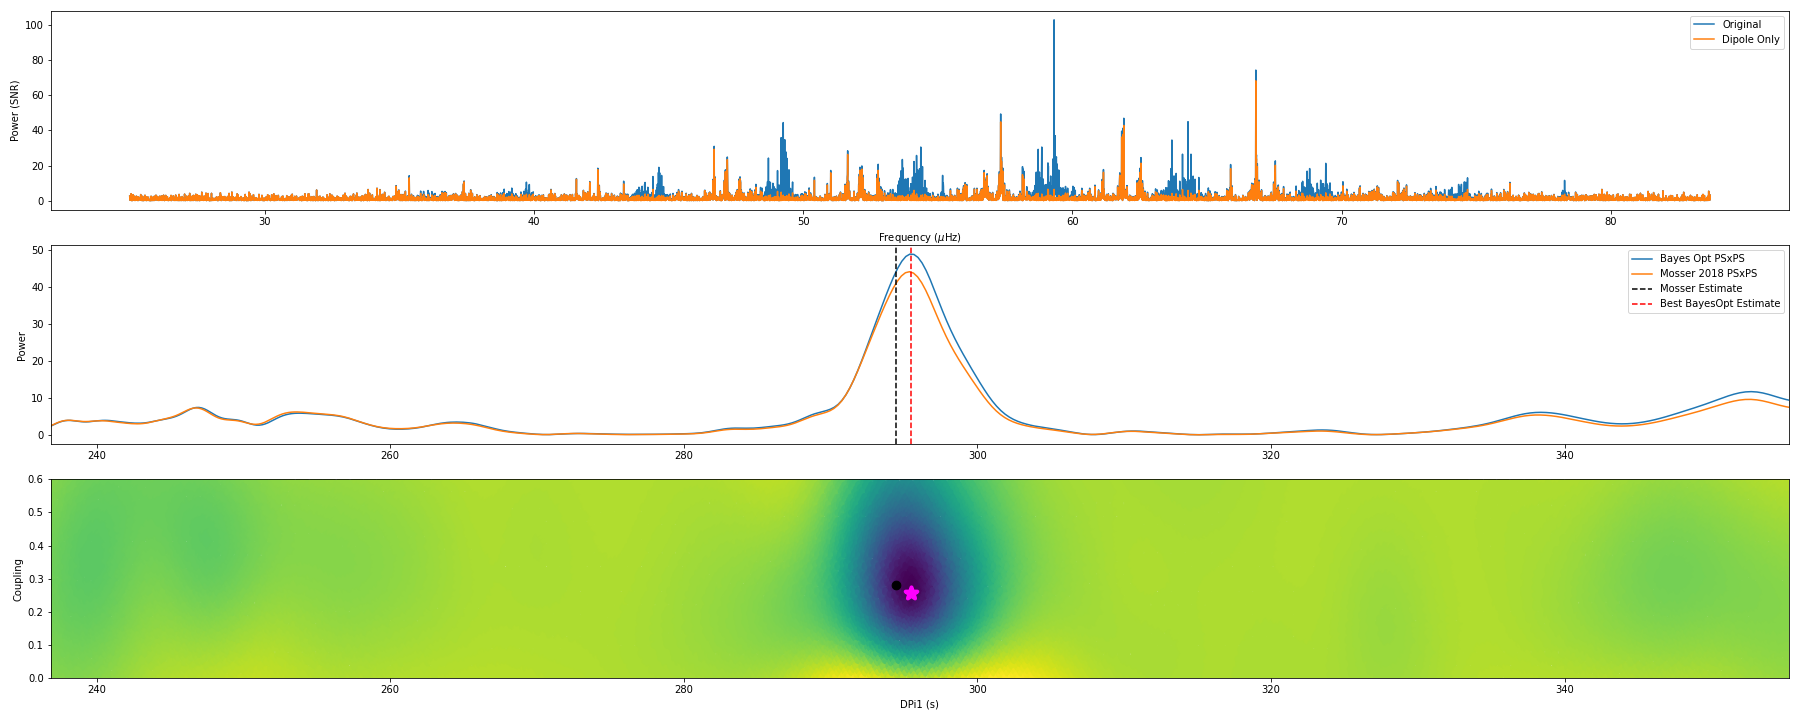 100
80
60
40
20
0
Power (SNR)
Original
Dipole Only
30 40 50 60 70 80
Frequency (μHz)
50
40
30
20
10
0
Power
Bayes Opt PSxPS
Mosser 2018 PSxPS
Mosser Estimate
Best BayesOpt Estimate
240 260 280 300 320 340
0.6
0.5
0.4
0.3
0.2
0.1
0.0
Coupling
240 260 280 300 320 340
DPi1 (s)